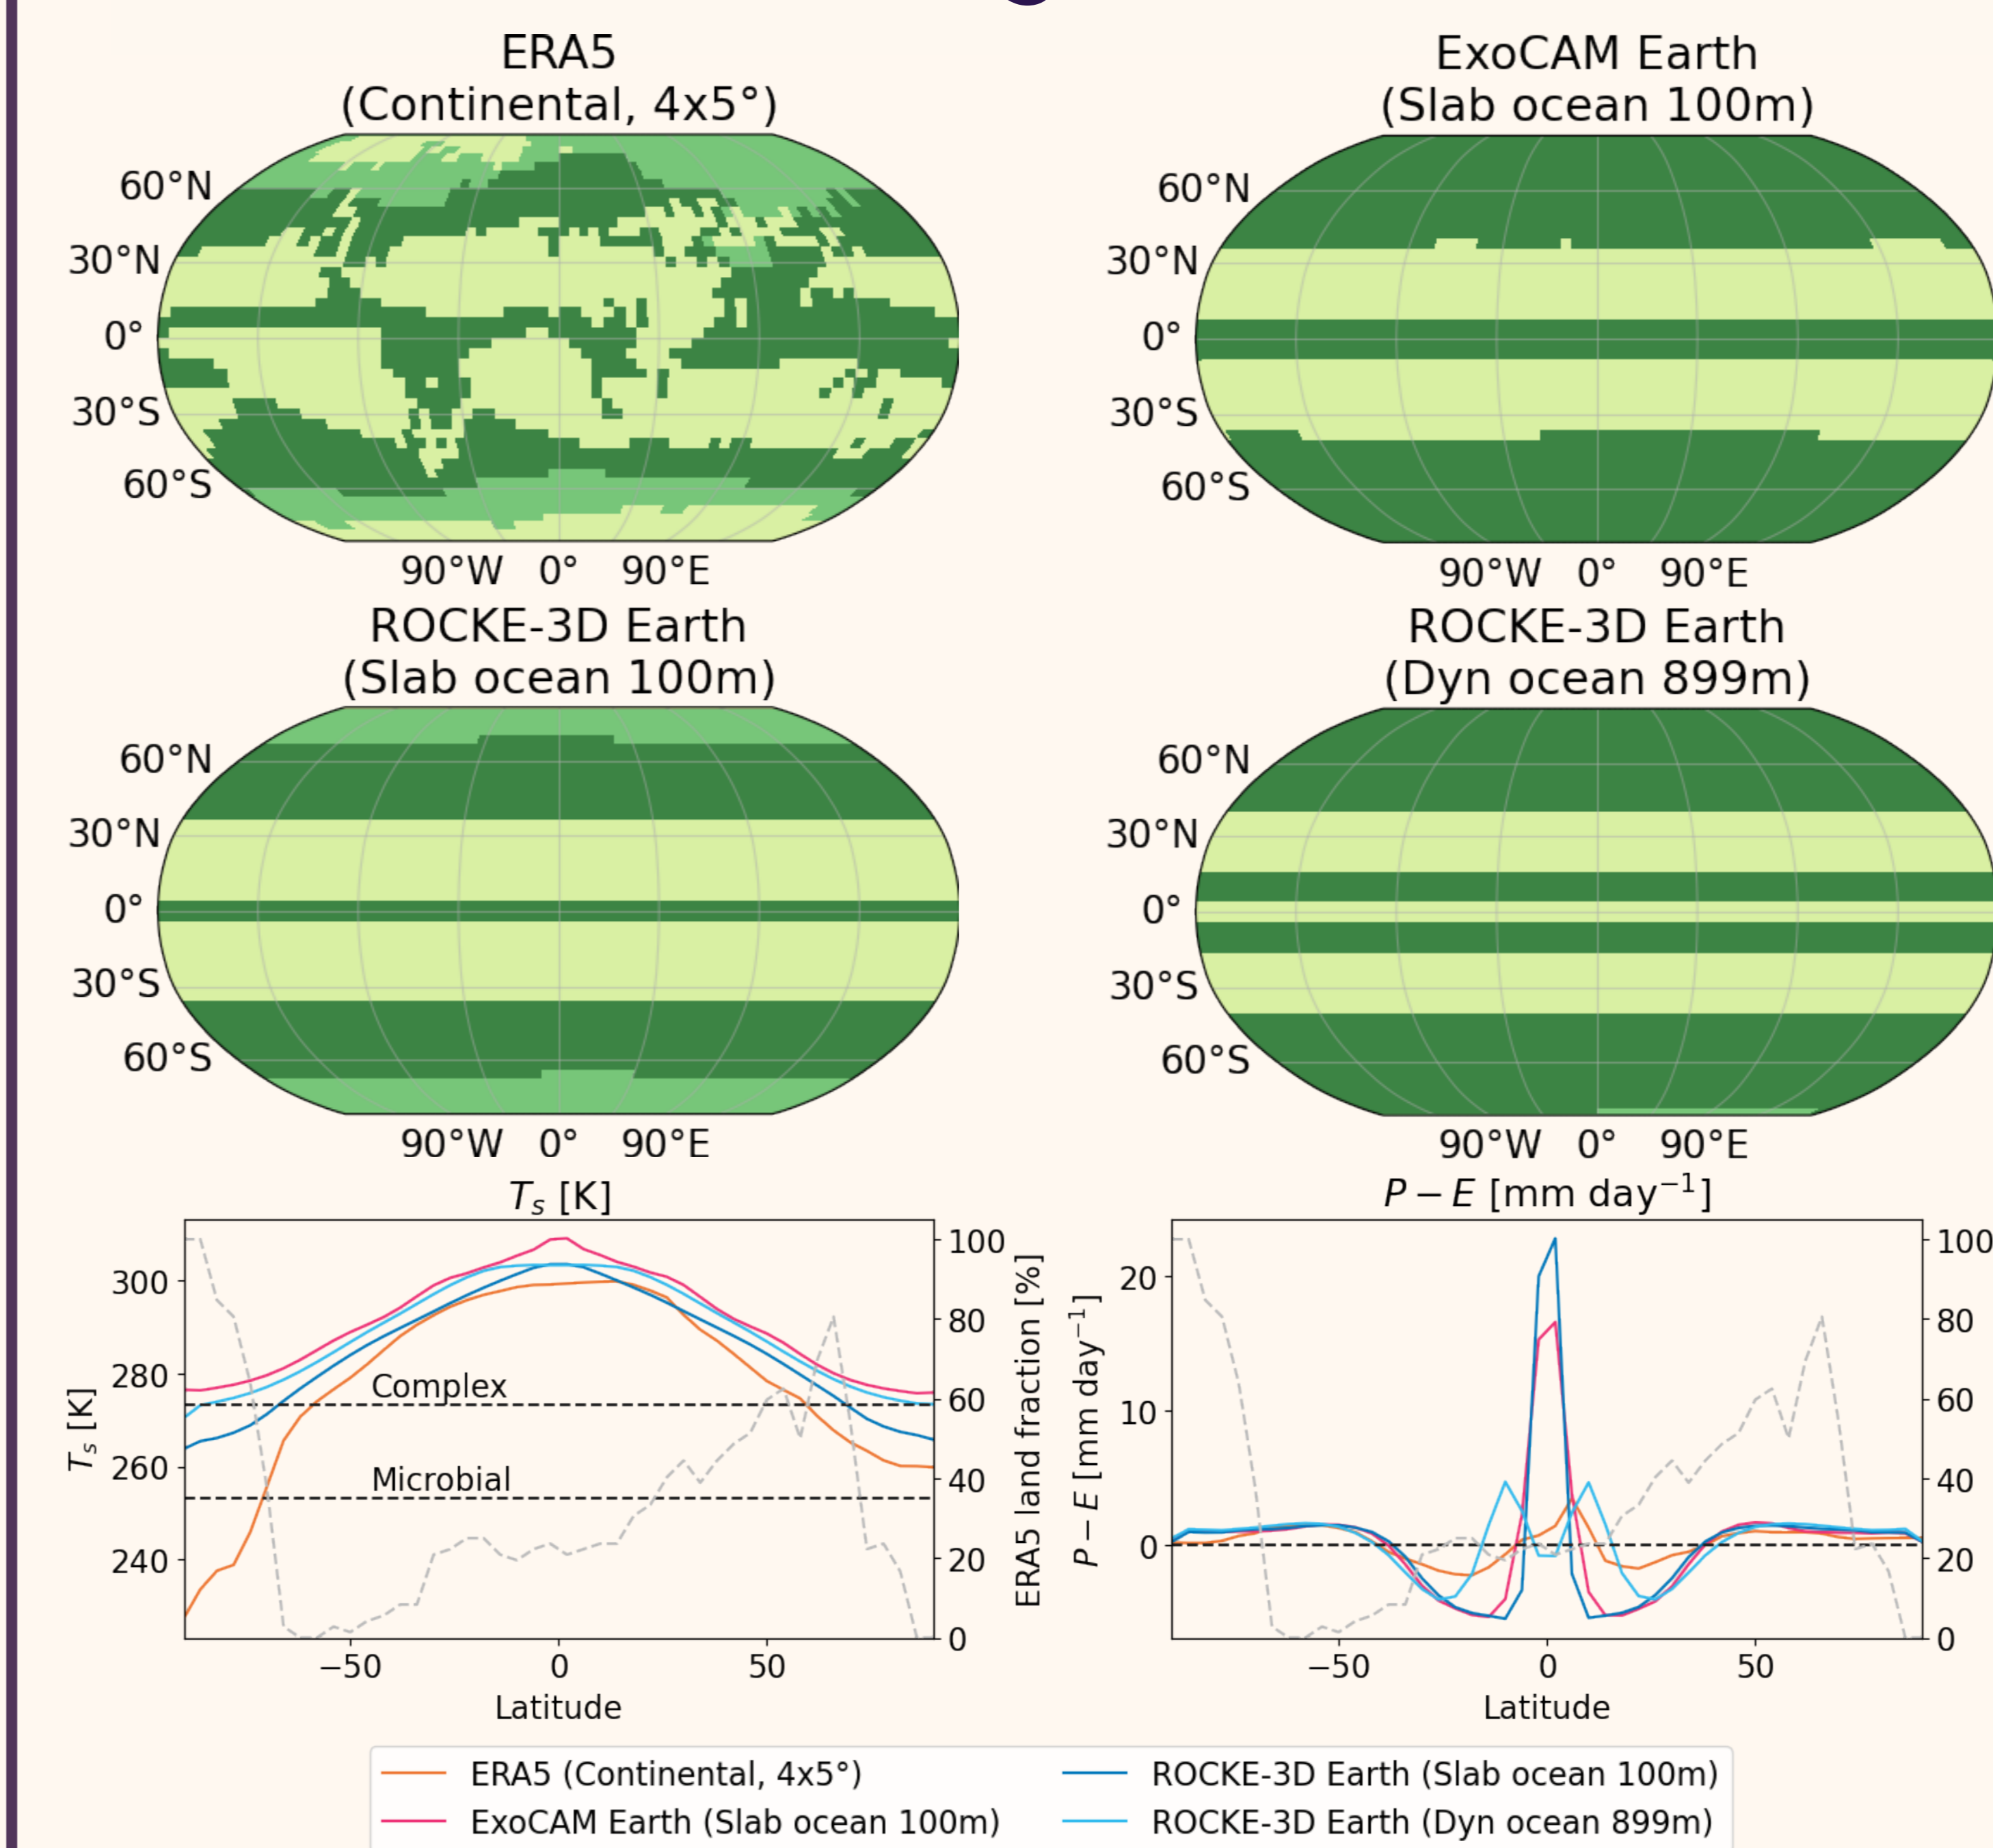 ERA5
(Continental, 4x5°)
60°N
30°N
0°
30°S
60°S
90°W 0° 90°E
ExoCAM Earth
(Slab ocean 100m)
60°N
30°N
0°
30°S
60°S
90°W 0° 90°E
ROCKE-3D Earth
(Slab ocean 100m)
60°N
30°N
0°
30°S
60°S
90°W 0° 90°E
ROCKE-3D Earth
(Dyn ocean 899m)
60°N
30°N
0°
30°S
60°S
90°W 0° 90°E
Tₛ [K]
Tₛ [K]
300
280
260
240
Complex
Microbial
100
80
60
40
20
0
ERA5 land fraction [%]
−50 0 50
Latitude
P − E [mm day⁻¹]
P − E [mm day⁻¹]
20
10
0
100
80
60
40
20
0
−50 0 50
Latitude
ERA5 (Continental, 4x5°)
ExoCAM Earth (Slab ocean 100m)
ROCKE-3D Earth (Slab ocean 100m)
ROCKE-3D Earth (Dyn ocean 899m)